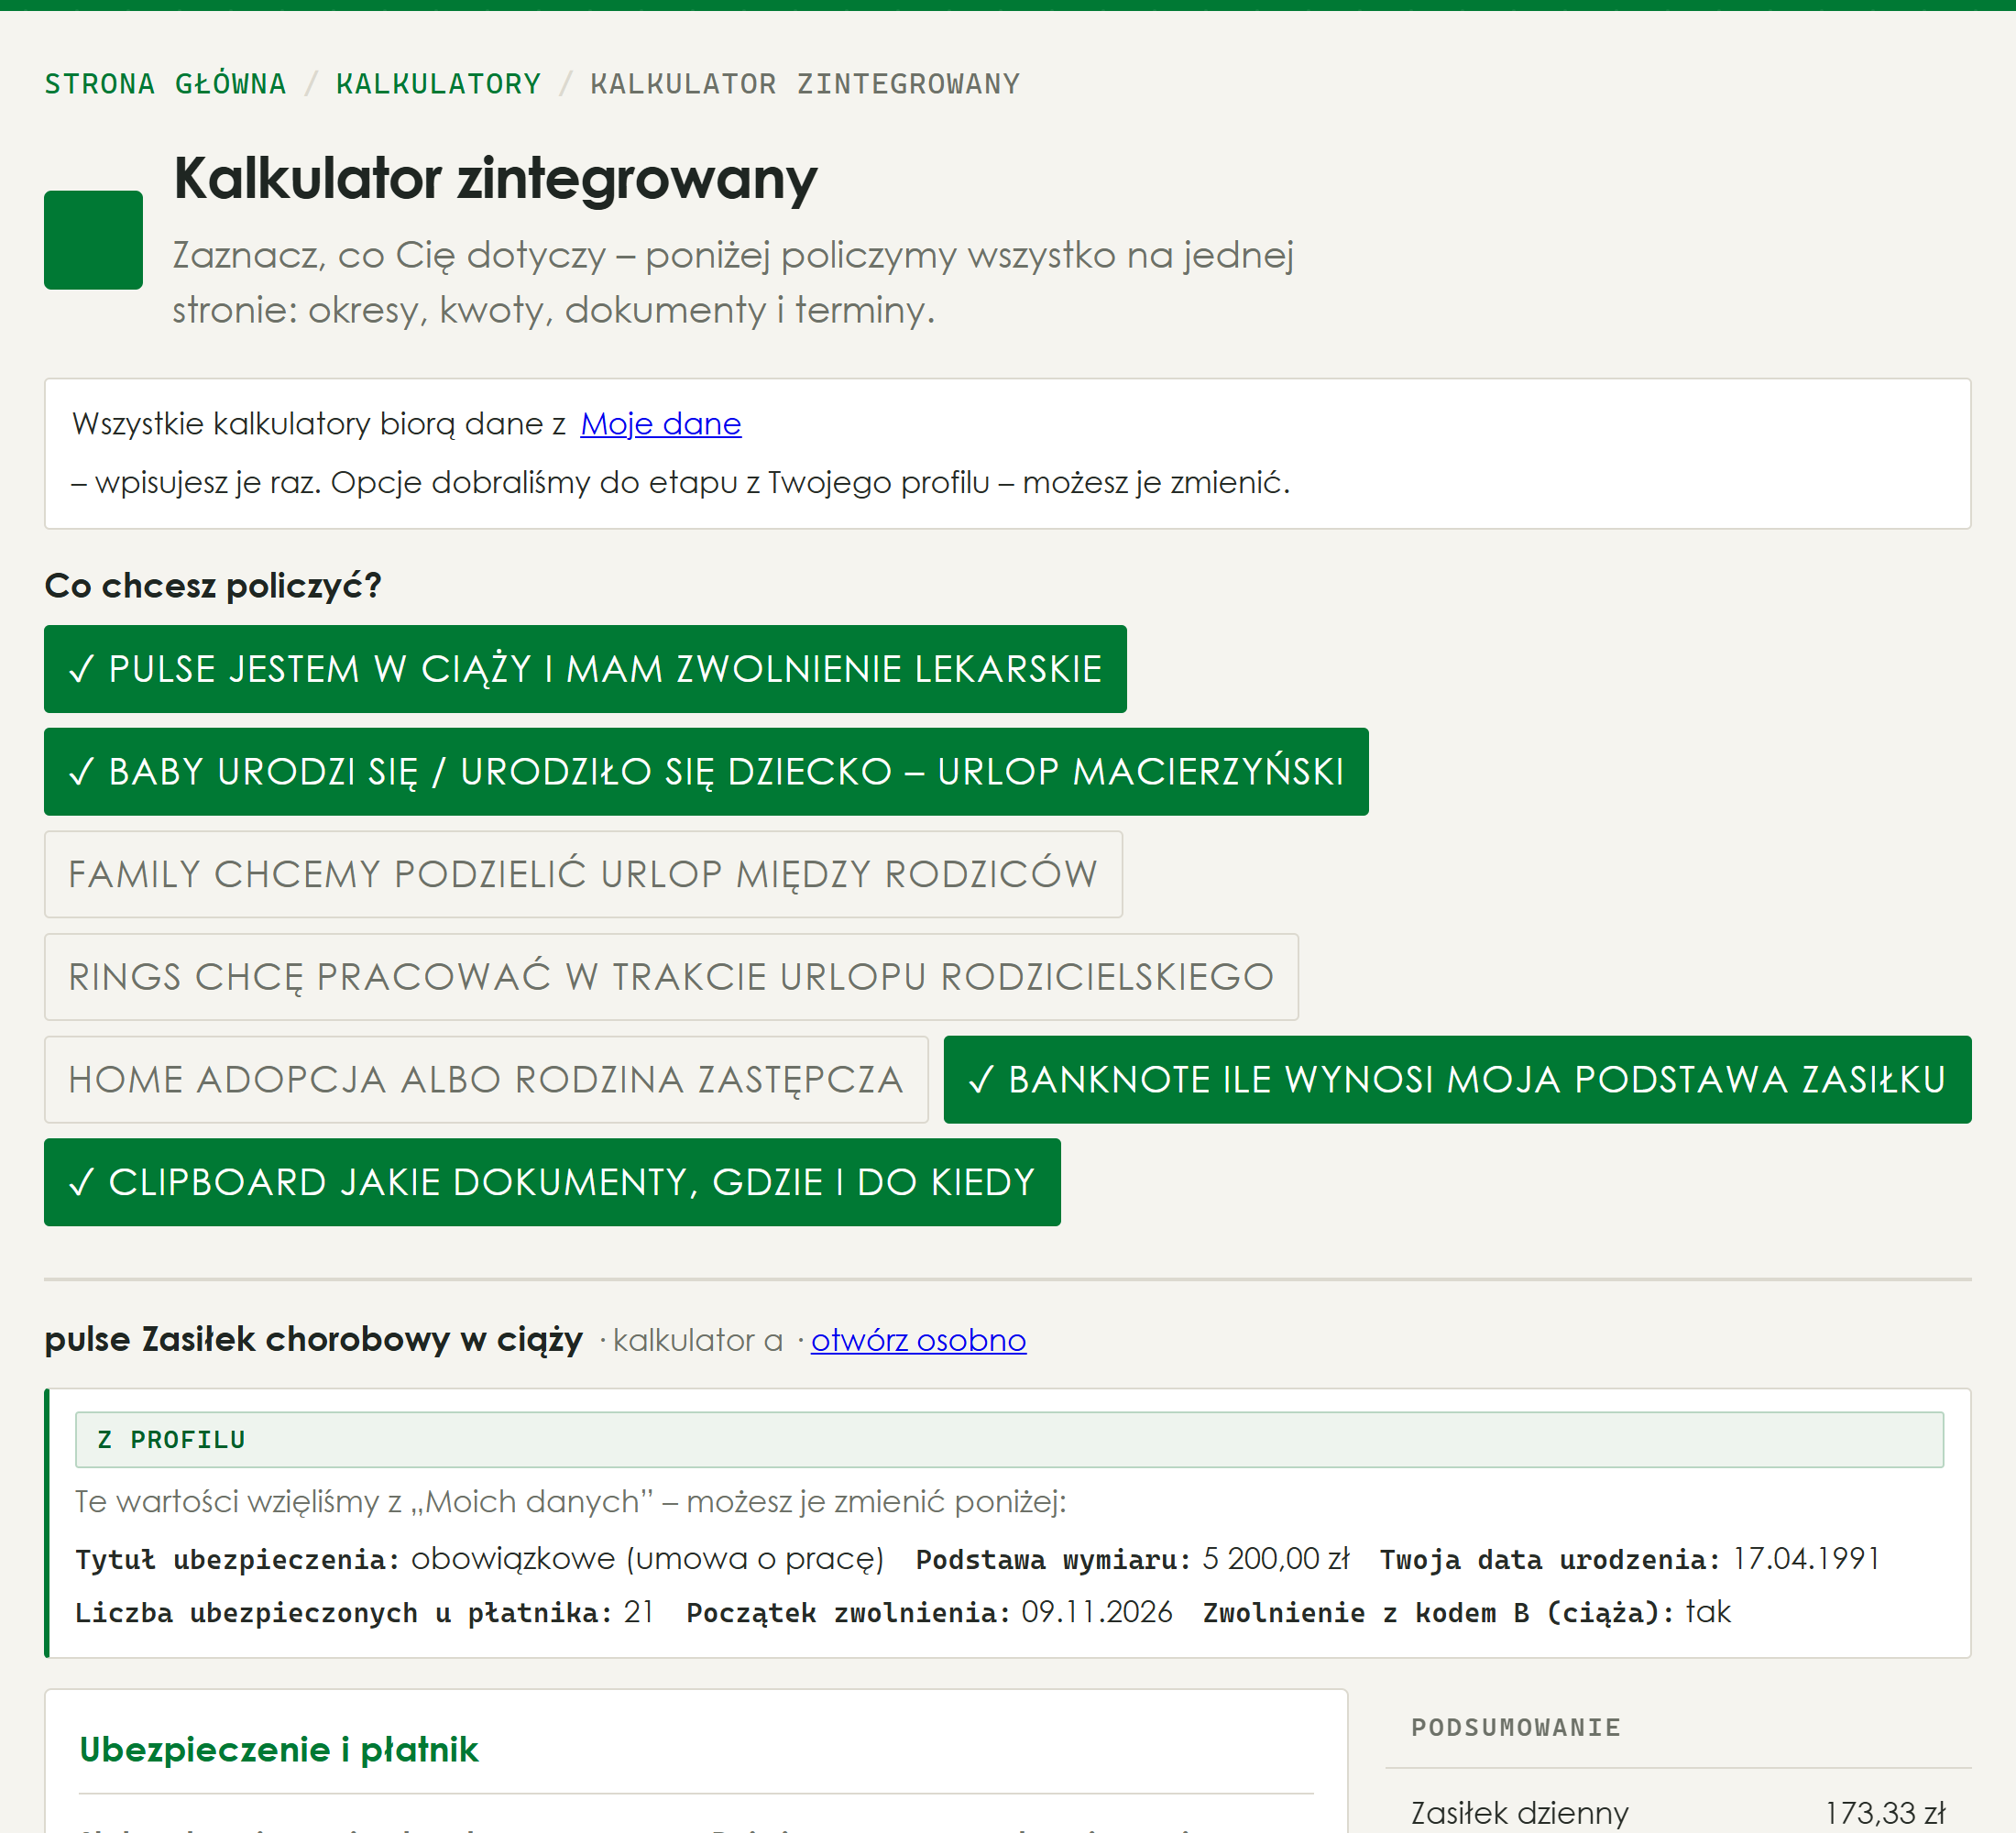 STRONA GŁÓWNA / KALKULATORY / KALKULATOR ZINTEGROWANY
Kalkulator zintegrowany
Zaznacz, co Cię dotyczy – poniżej policzymy wszystko na jednej
stronie: okresy, kwoty, dokumenty i terminy.
Wszystkie kalkulatory biorą dane z Moje dane
– wpisujesz je raz. Opcje dobraliśmy do etapu z Twojego profilu – możesz je zmienić.
Co chcesz policzyć?
✓ PULSE JESTEM W CIĄŻY I MAM ZWOLNIENIE LEKARSKIE
✓ BABY URODZI SIĘ / URODZIŁO SIĘ DZIECKO – URLOP MACIERZYŃSKI
FAMILY CHCEMY PODZIELIĆ URLOP MIĘDZY RODZICÓW
RINGS CHCĘ PRACOWAĆ W TRAKCIE URLOPU RODZICIELSKIEGO
HOME ADOPCJA ALBO RODZINA ZASTĘPCZA ✓ BANKNOTE ILE WYNOSI MOJA PODSTAWA ZASIŁKU
✓ CLIPBOARD JAKIE DOKUMENTY, GDZIE I DO KIEDY
pulse Zasiłek chorobowy w ciąży · kalkulator a · otwórz osobno
Z PROFILU
Te wartości wzięliśmy z „Moich danych” – możesz je zmienić poniżej:
Tytuł ubezpieczenia: obowiązkowe (umowa o pracę) Podstawa wymiaru: 5 200,00 zł Twoja data urodzenia: 17.04.1991
Liczba ubezpieczonych u płatnika: 21 Początek zwolnienia: 09.11.2026 Zwolnienie z kodem B (ciąża): tak
Ubezpieczenie i płatnik
PODSUMOWANIE
Zasiłek dzienny 173,33 zł